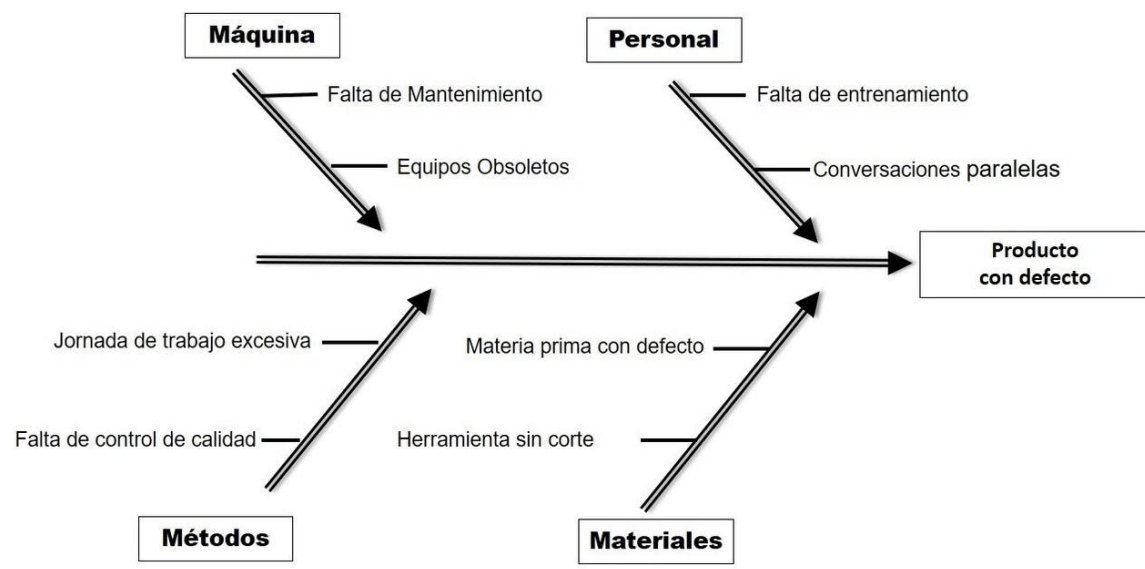 Máquina
Personal
Falta de Mantenimiento
Falta de entrenamiento
Equipos Obsoletos
Conversaciones paralelas
Producto
con defecto
Jornada de trabajo excesiva
Materia prima con defecto
Falta de control de calidad
Herramienta sin corte
Métodos
Materiales